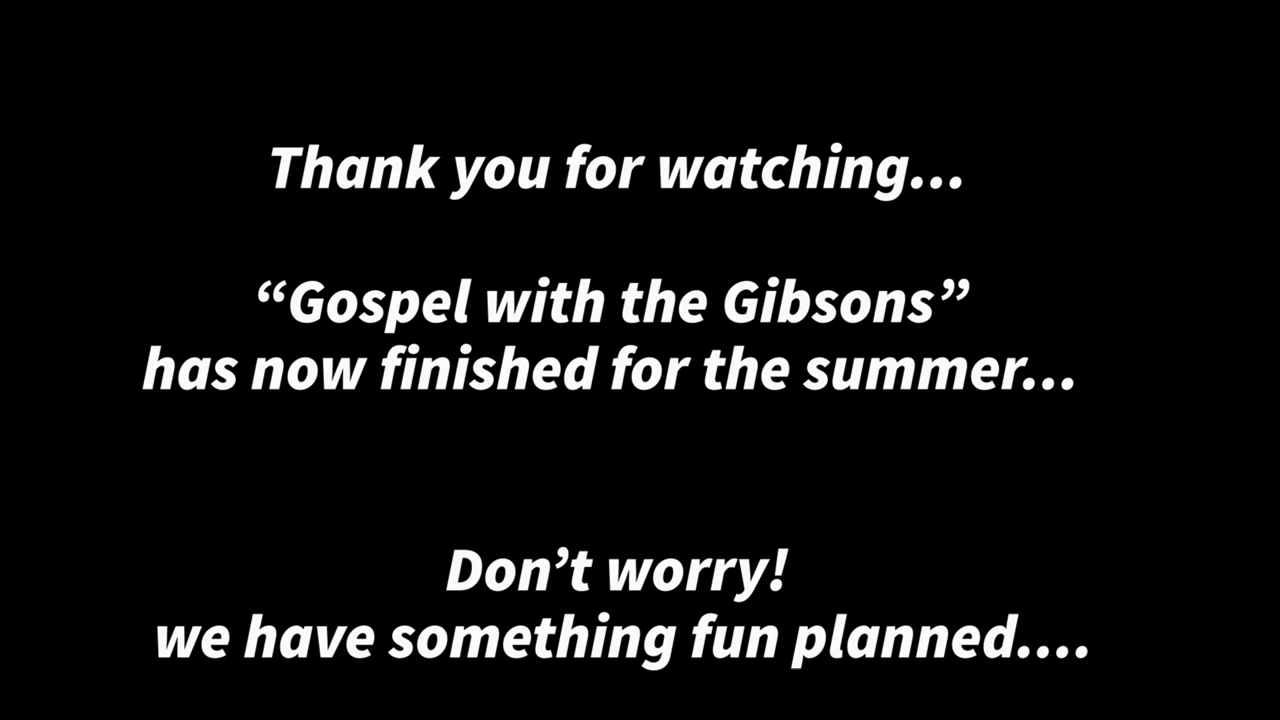 Thank you for watching...
“Gospel with the Gibsons”
has now finished for the summer...
Don’t worry!
we have something fun planned....